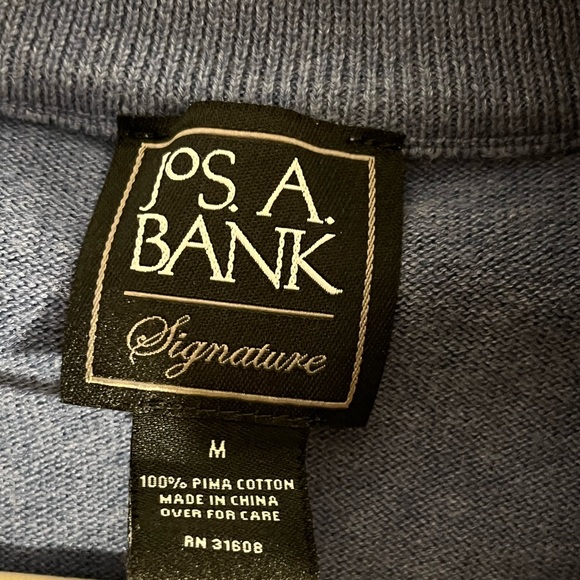 JOS. A.
BANK
Signature
M
100% PIMA COTTON
MADE IN CHINA
OVER FOR CARE
RN 31608